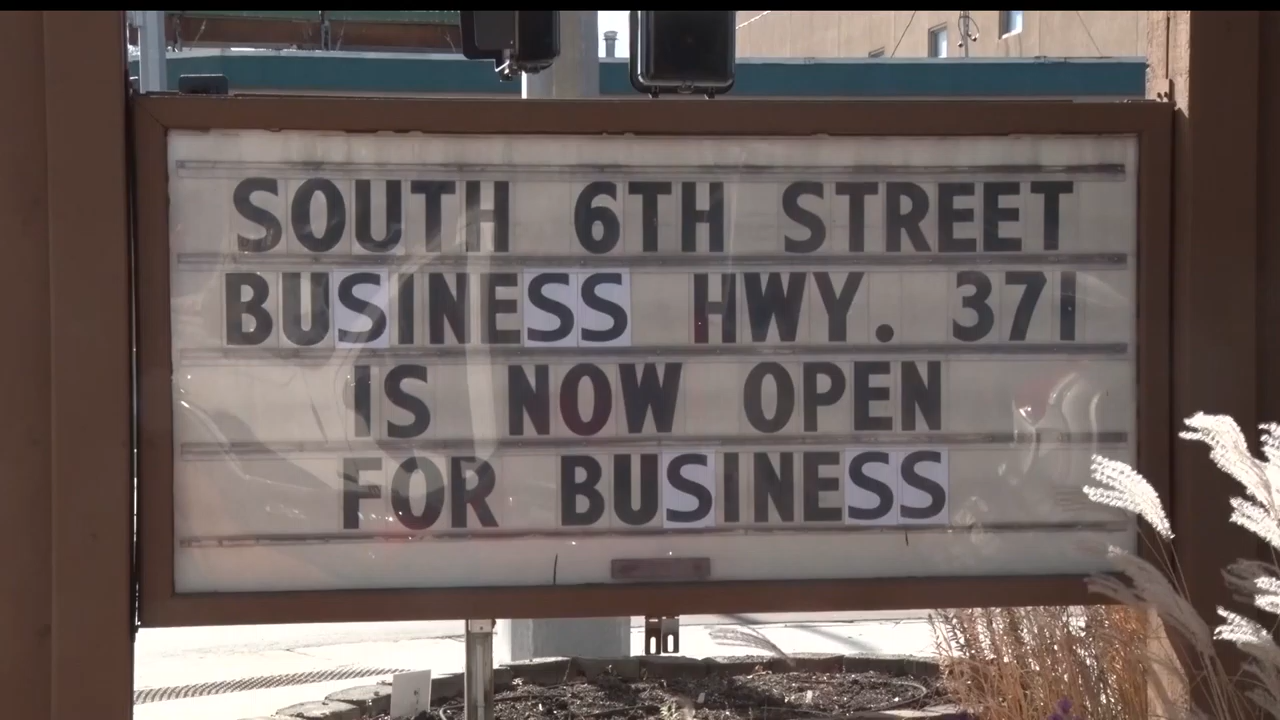 SOUTH 6TH STREET
BUSINESS HWY. 371
IS NOW OPEN
FOR BUSINESS